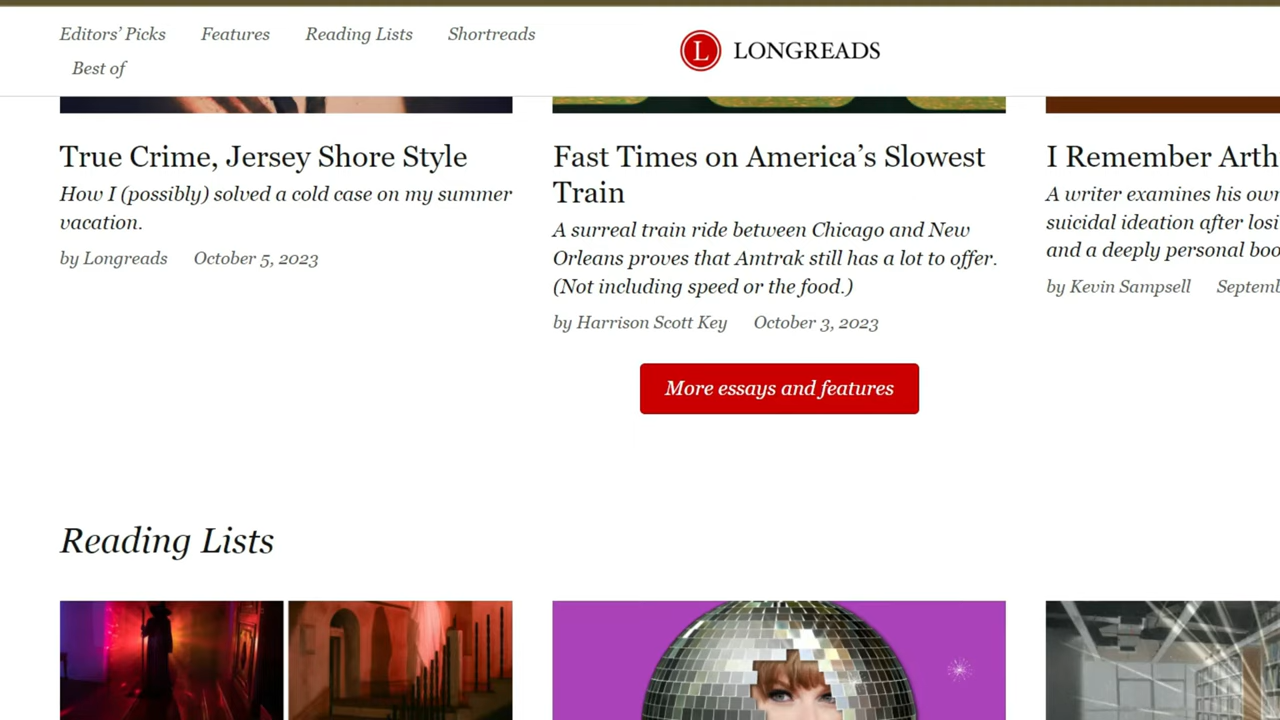 Editors' Picks Features Reading Lists Shortreads
Best of
L LONGREADS
True Crime, Jersey Shore Style
How I (possibly) solved a cold case on my summer
vacation.
by Longreads October 5, 2023
Fast Times on America's Slowest
Train
A surreal train ride between Chicago and New
Orleans proves that Amtrak still has a lot to offer.
(Not including speed or the food.)
by Harrison Scott Key October 3, 2023
I Remember Arth
A writer examines his own
suicidal ideation after losi
and a deeply personal boo
by Kevin Sampsell Septemb
More essays and features
Reading Lists